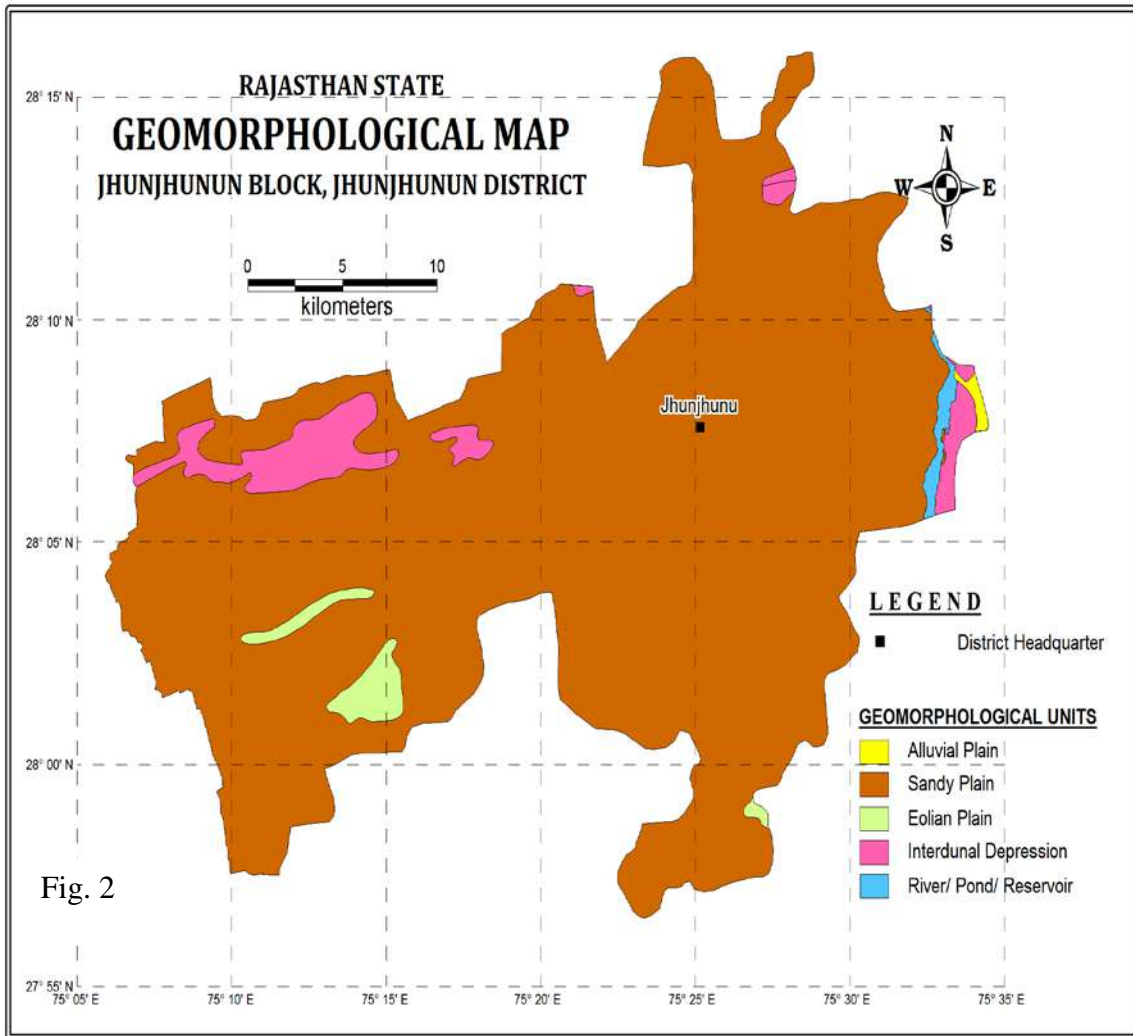 RAJASTHAN STATE
GEOMORPHOLOGICAL MAP
JHUNJHUNUN BLOCK, JHUNJHUNUN DISTRICT
0 5 10
kilometers
N
W E
S
28° 15' N
28° 10' N
28° 05' N
28° 00' N
27° 55' N
Jhunjhunu
LEGEND
District Headquarter
GEOMORPHOLOGICAL UNITS
Alluvial Plain
Sandy Plain
Eolian Plain
Interdunal Depression
River/ Pond/ Reservoir
Fig. 2
75° 05' E 75° 10' E 75° 15' E 75° 20' E 75° 25' E 75° 30' E 75° 35' E